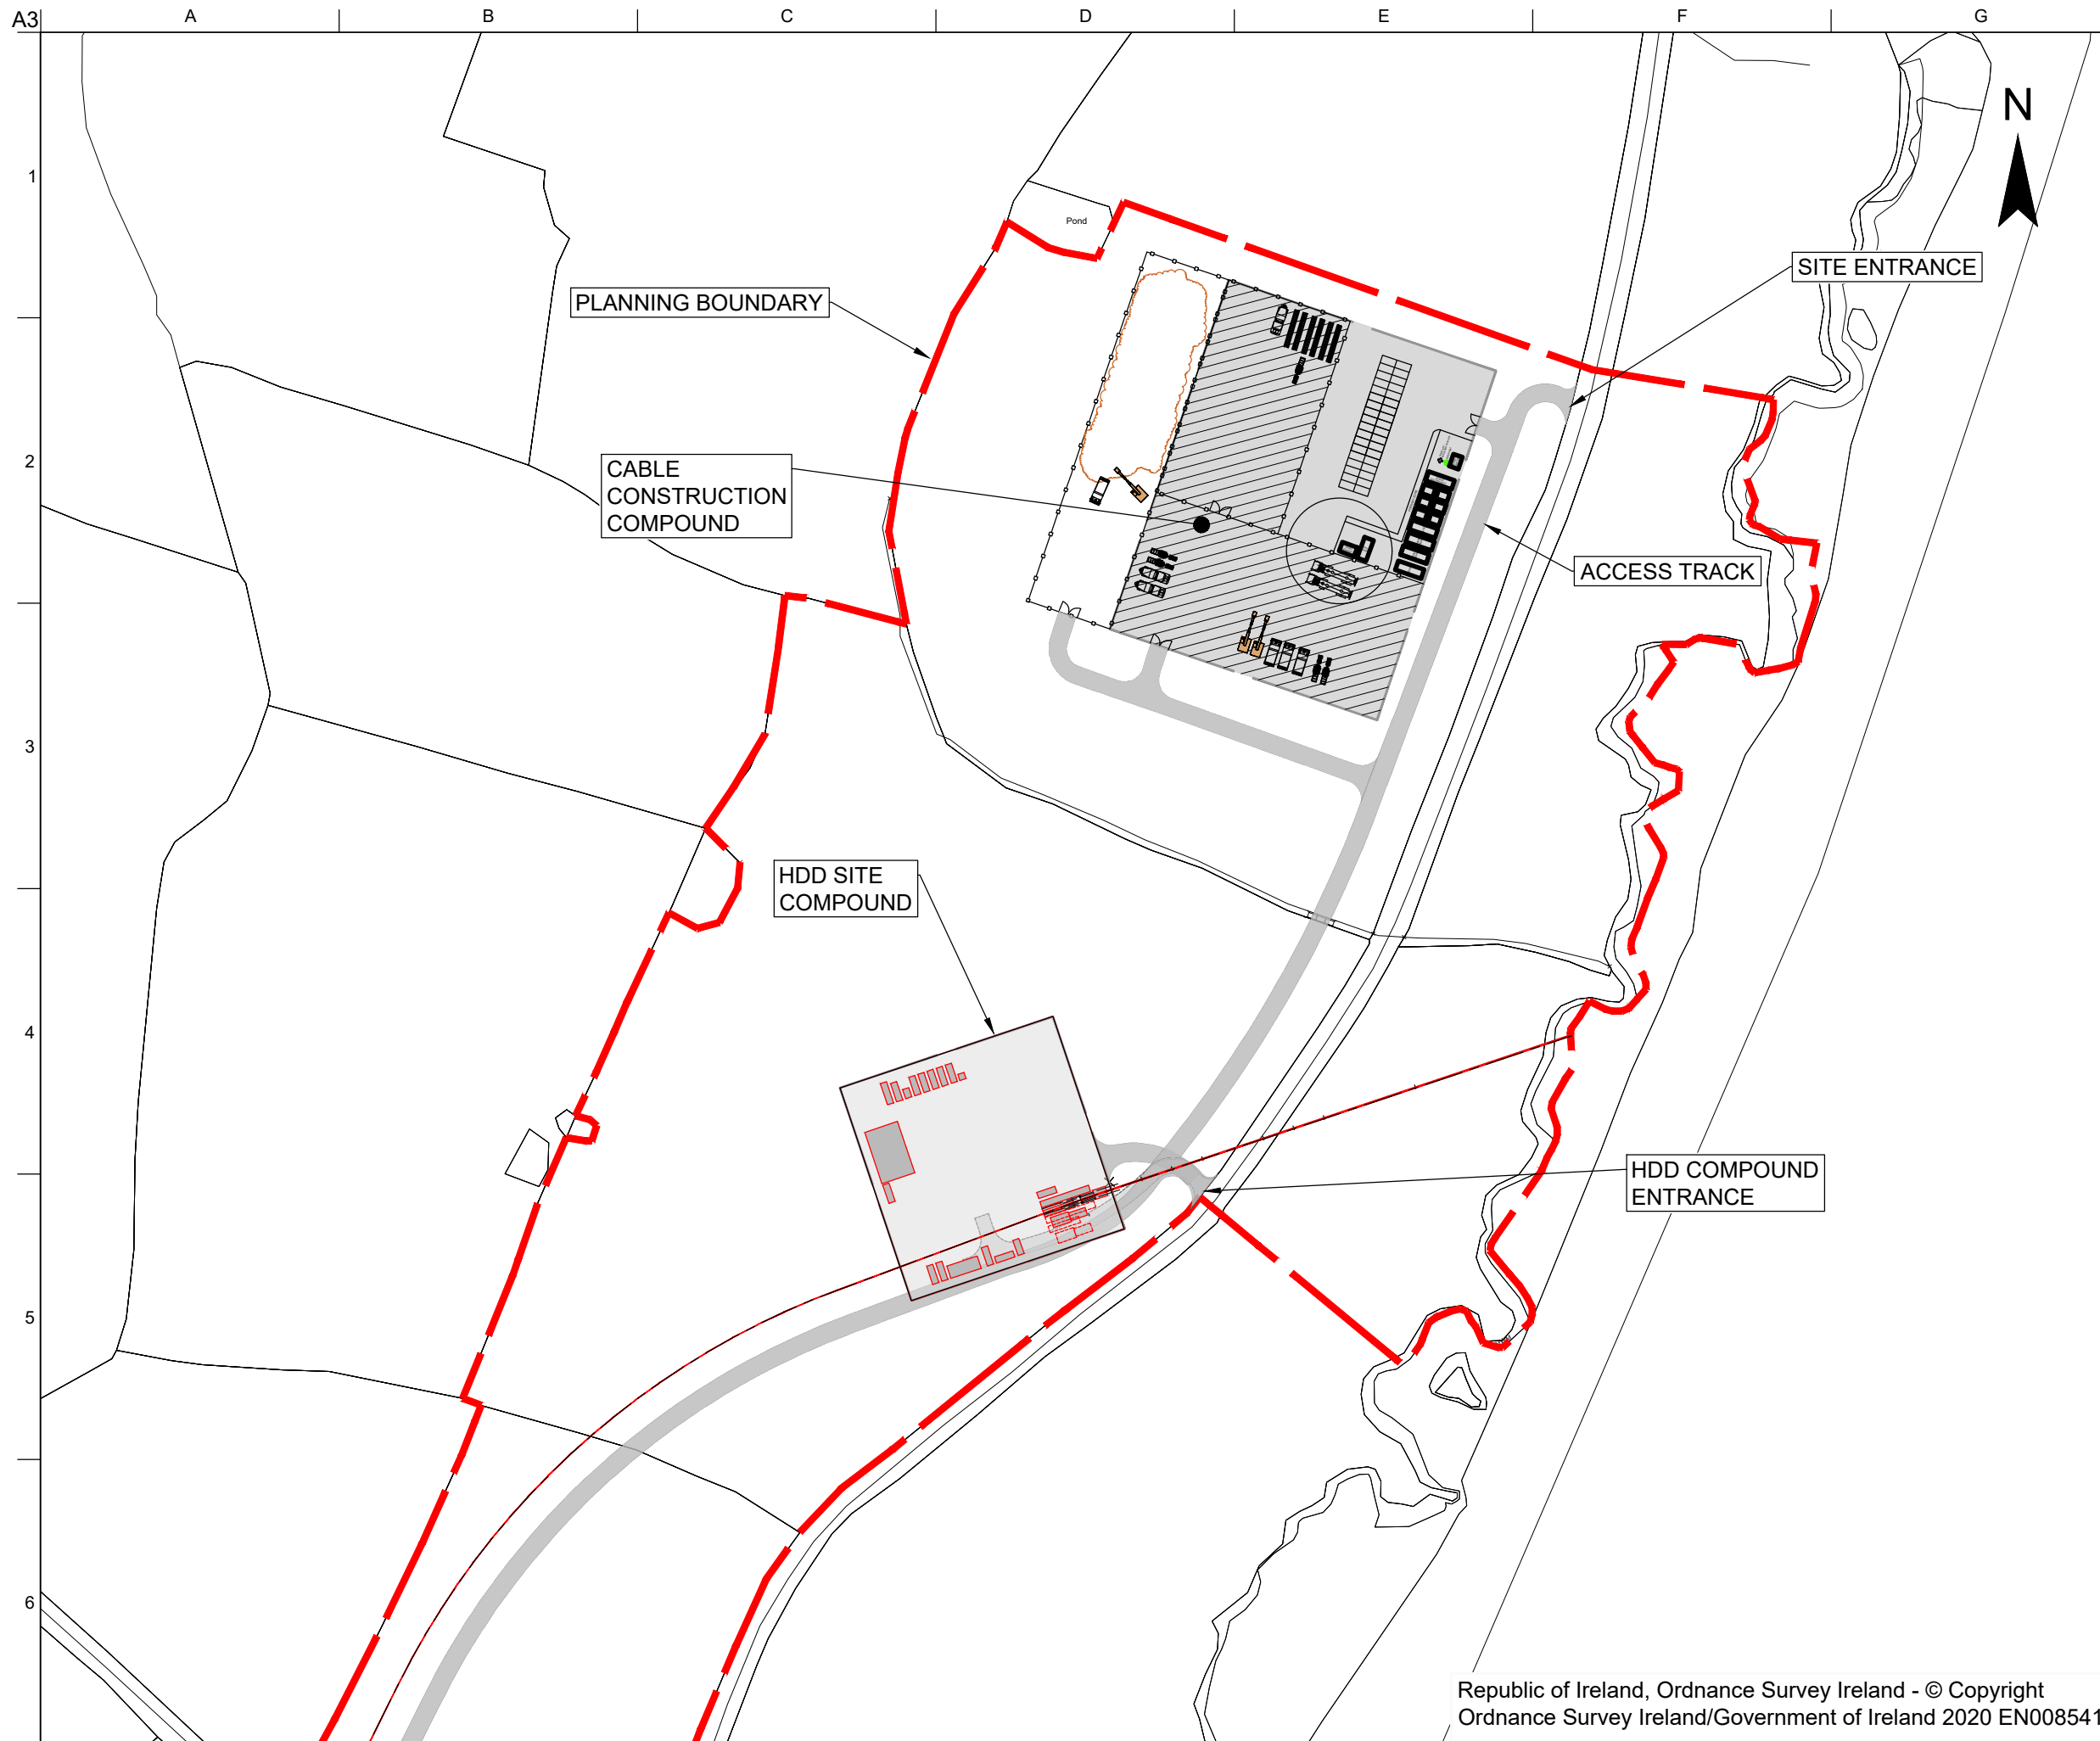 A3
A
B
C
D
E
F
G
1
2
3
4
5
6
N
Pond
PLANNING BOUNDARY
SITE ENTRANCE
CABLE
CONSTRUCTION
COMPOUND
ACCESS TRACK
HDD SITE
COMPOUND
HDD COMPOUND
ENTRANCE
Republic of Ireland, Ordnance Survey Ireland - © Copyright
Ordnance Survey Ireland/Government of Ireland 2020 EN008541